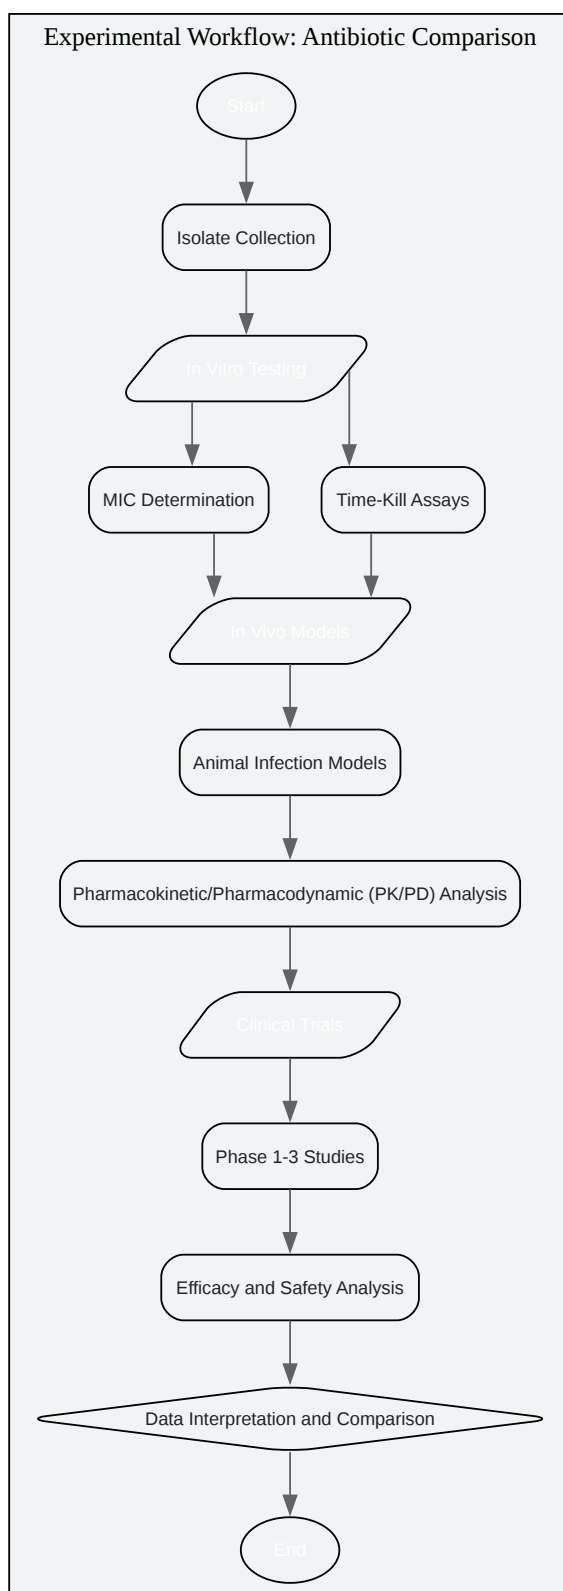 Experimental Workflow: Antibiotic Comparison
Start
Isolate Collection
In Vitro Testing
MIC Determination
Time-Kill Assays
In Vivo Models
Animal Infection Models
Pharmacokinetic/Pharmacodynamic (PK/PD) Analysis
Clinical Trials
Phase 1-3 Studies
Efficacy and Safety Analysis
Data Interpretation and Comparison
End